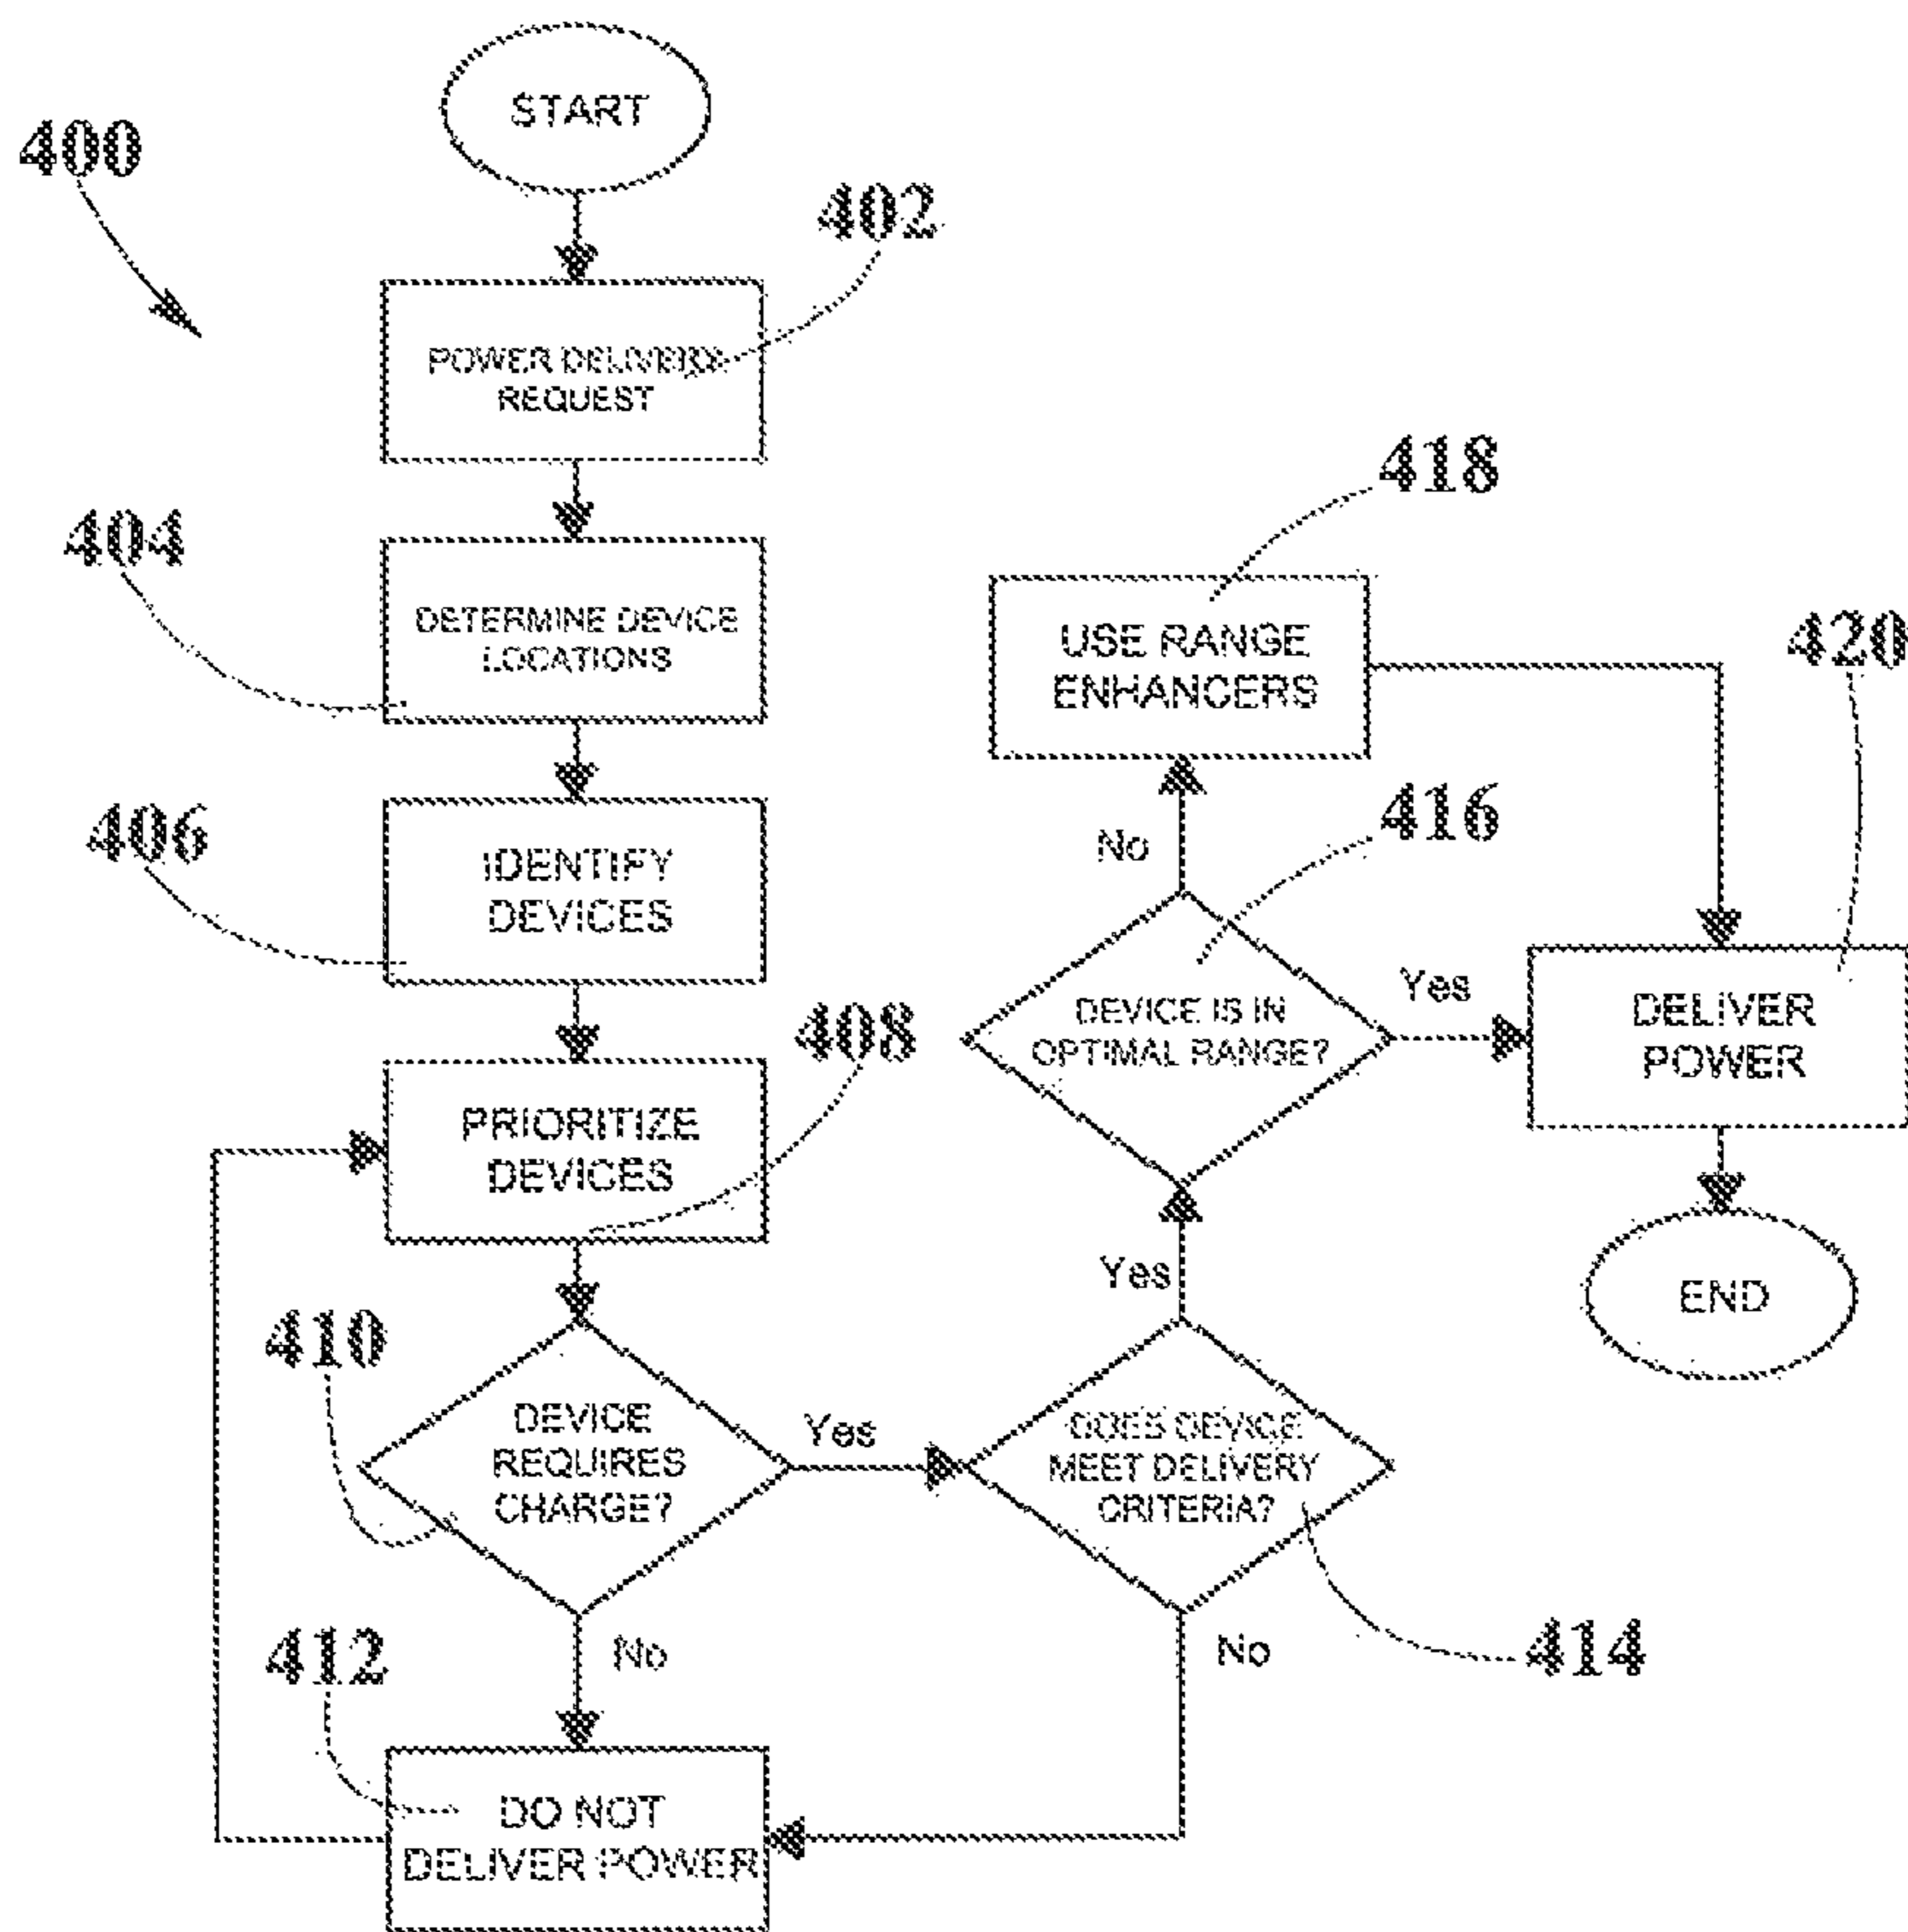 START
400
402
POWER DELIVERY
REQUEST
418
404
DETERMINE DEVICE
LOCATIONS
USE RANGE
ENHANCERS
420
406
IDENTIFY
DEVICES
No
416
408
DEVICE IS IN
OPTIMAL RANGE?
Yes
DELIVER
POWER
PRIORITIZE
DEVICES
Yes
END
410
DEVICE
REQUIRES
CHARGE?
Yes
DOES DEVICE
MEET DELIVERY
CRITERIA?
412
No
No
414
DO NOT
DELIVER POWER